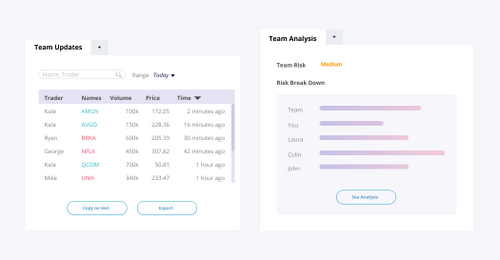 Team Updates +
Name, Trader Range Today
Trader Names Volume Price Time
Kate AMGN 100k 172.05 2 minutes ago
Kate AVGO 150k 228.36 16 minutes ago
Ryan BRKA 600k 205.39 30 minutes ago
George NFLX 450k 307.82 42 minutes ago
Kate QCOM 700k 50.81 1 hour ago
Mike UNH 340k 233.47 1 hour ago
Copy as text Export
Team Analysis +
Team Risk Medium
Risk Break Down
Team
You
Laura
Colin
John
See Analysis